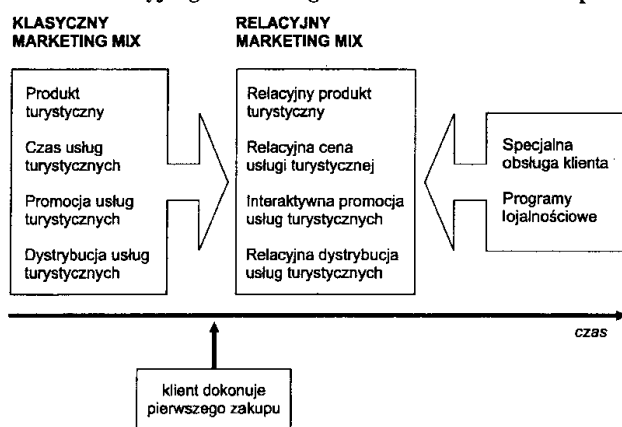 KLASYCZNY
MARKETING MIX
RELACYJNY
MARKETING MIX
Produkt
turystyczny
Czas usług
turystycznych
Promocja usług
turystycznych
Dystrybucja usług
turystycznych
Relacyjny produkt
turystyczny
Relacyjna cena
usługi turystycznej
Interaktywna promocja
usług turystycznych
Relacyjna dystrybucja
usług turystycznych
Specjalna
obsługa klienta
Programy
lojalnościowe
czas
klient dokonuje
pierwszego zakupu